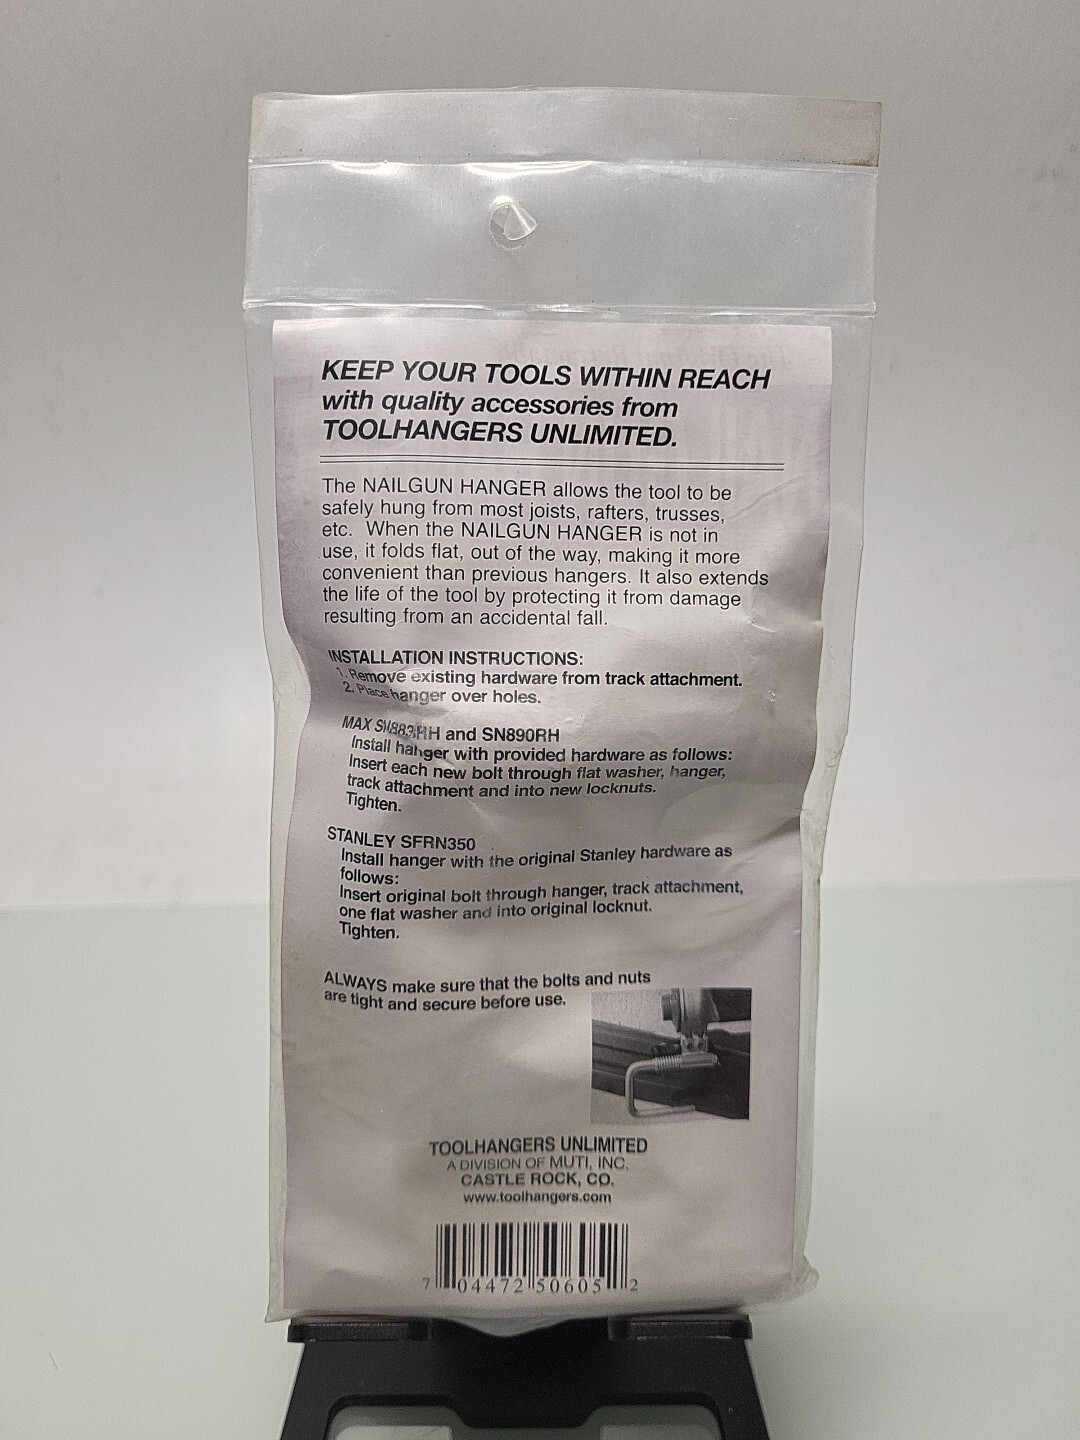 KEEP YOUR TOOLS WITHIN REACH
with quality accessories from
TOOLHANGERS UNLIMITED.
The NAILGUN HANGER allows the tool to be
safely hung from most joists, rafters, trusses,
etc. When the NAILGUN HANGER is not in
use, it folds flat, out of the way, making it more
convenient than previous hangers. It also extends
the life of the tool by protecting it from damage
resulting from an accidental fall.
INSTALLATION INSTRUCTIONS:
1. Remove existing hardware from track attachment.
2. Place hanger over holes.
MAX SN883RH and SN890RH
Install hanger with provided hardware as follows:
Insert each new bolt through flat washer, hanger,
track attachment and into new locknuts.
Tighten.
STANLEY SFRN350
Install hanger with the original Stanley hardware as
follows:
Insert original bolt through hanger, track attachment,
one flat washer and into original locknut.
Tighten.
ALWAYS make sure that the bolts and nuts
are tight and secure before use.
TOOLHANGERS UNLIMITED
A DIVISION OF MUTI, INC.
CASTLE ROCK, CO.
www.toolhangers.com
7 04472 50605 2